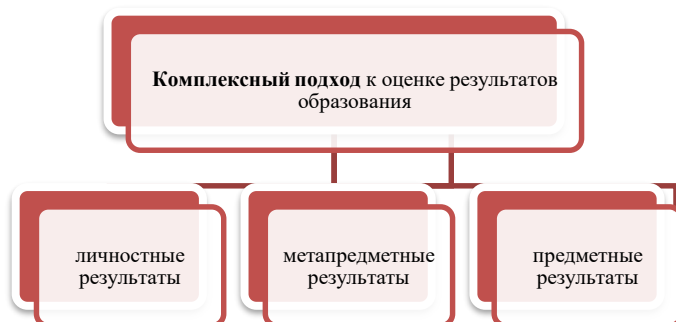 Комплексный подход к оценке результатов
образования
личностные
результаты
метапредметные
результаты
предметные
результаты